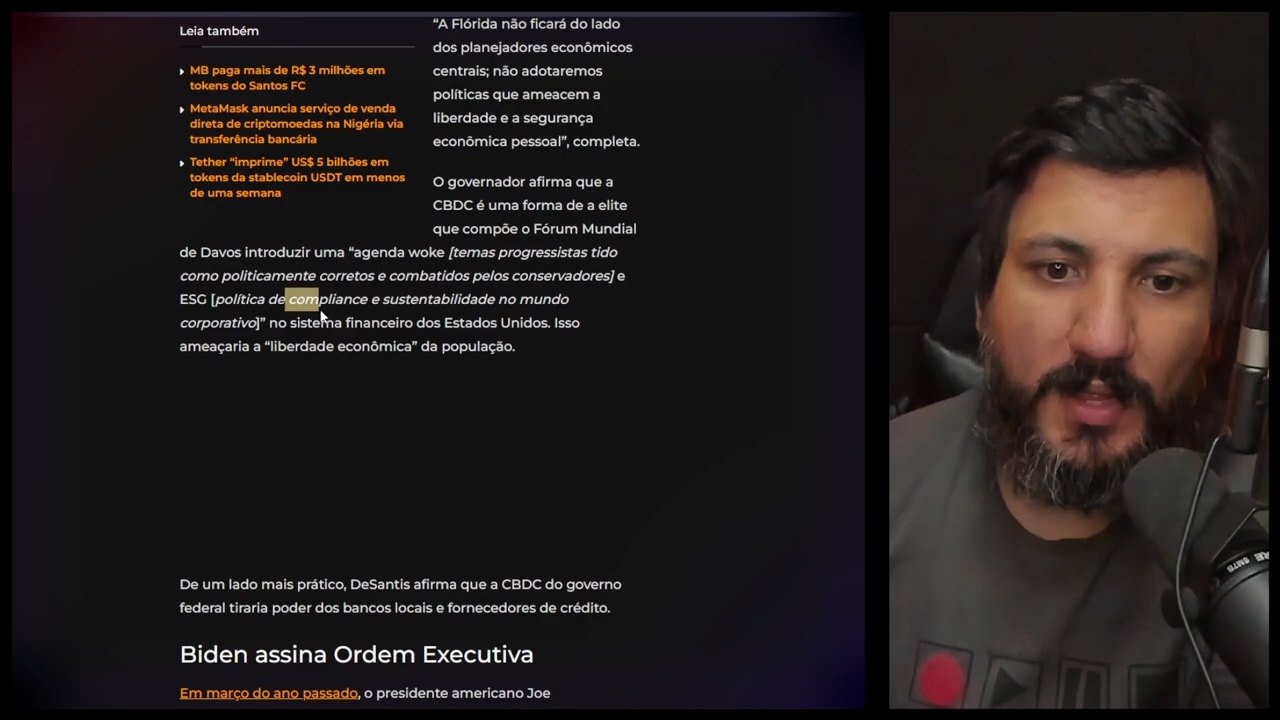 Leia também
MB paga mais de R$ 3 milhões em
tokens do Santos FC
MetaMask anuncia serviço de venda
direta de criptomoedas na Nigéria via
transferência bancária
Tether “imprime” US$ 5 bilhões em
tokens da stablecoin USDT em menos
de uma semana
“A Flórida não ficará do lado
dos planejadores econômicos
centrais; não adotaremos
políticas que ameacem a
liberdade e a segurança
econômica pessoal”, completa.
O governador afirma que a
CBDC é uma forma de a elite
que compõe o Fórum Mundial
de Davos introduzir uma “agenda woke [temas progressistas tido
como politicamente corretos e combatidos pelos conservadores] e
ESG [política de compliance e sustentabilidade no mundo
corporativo]” no sistema financeiro dos Estados Unidos. Isso
ameaçaria a “liberdade econômica” da população.
De um lado mais prático, DeSantis afirma que a CBDC do governo
federal tiraria poder dos bancos locais e fornecedores de crédito.
Biden assina Ordem Executiva
Em março do ano passado, o presidente americano Joe
SM7B